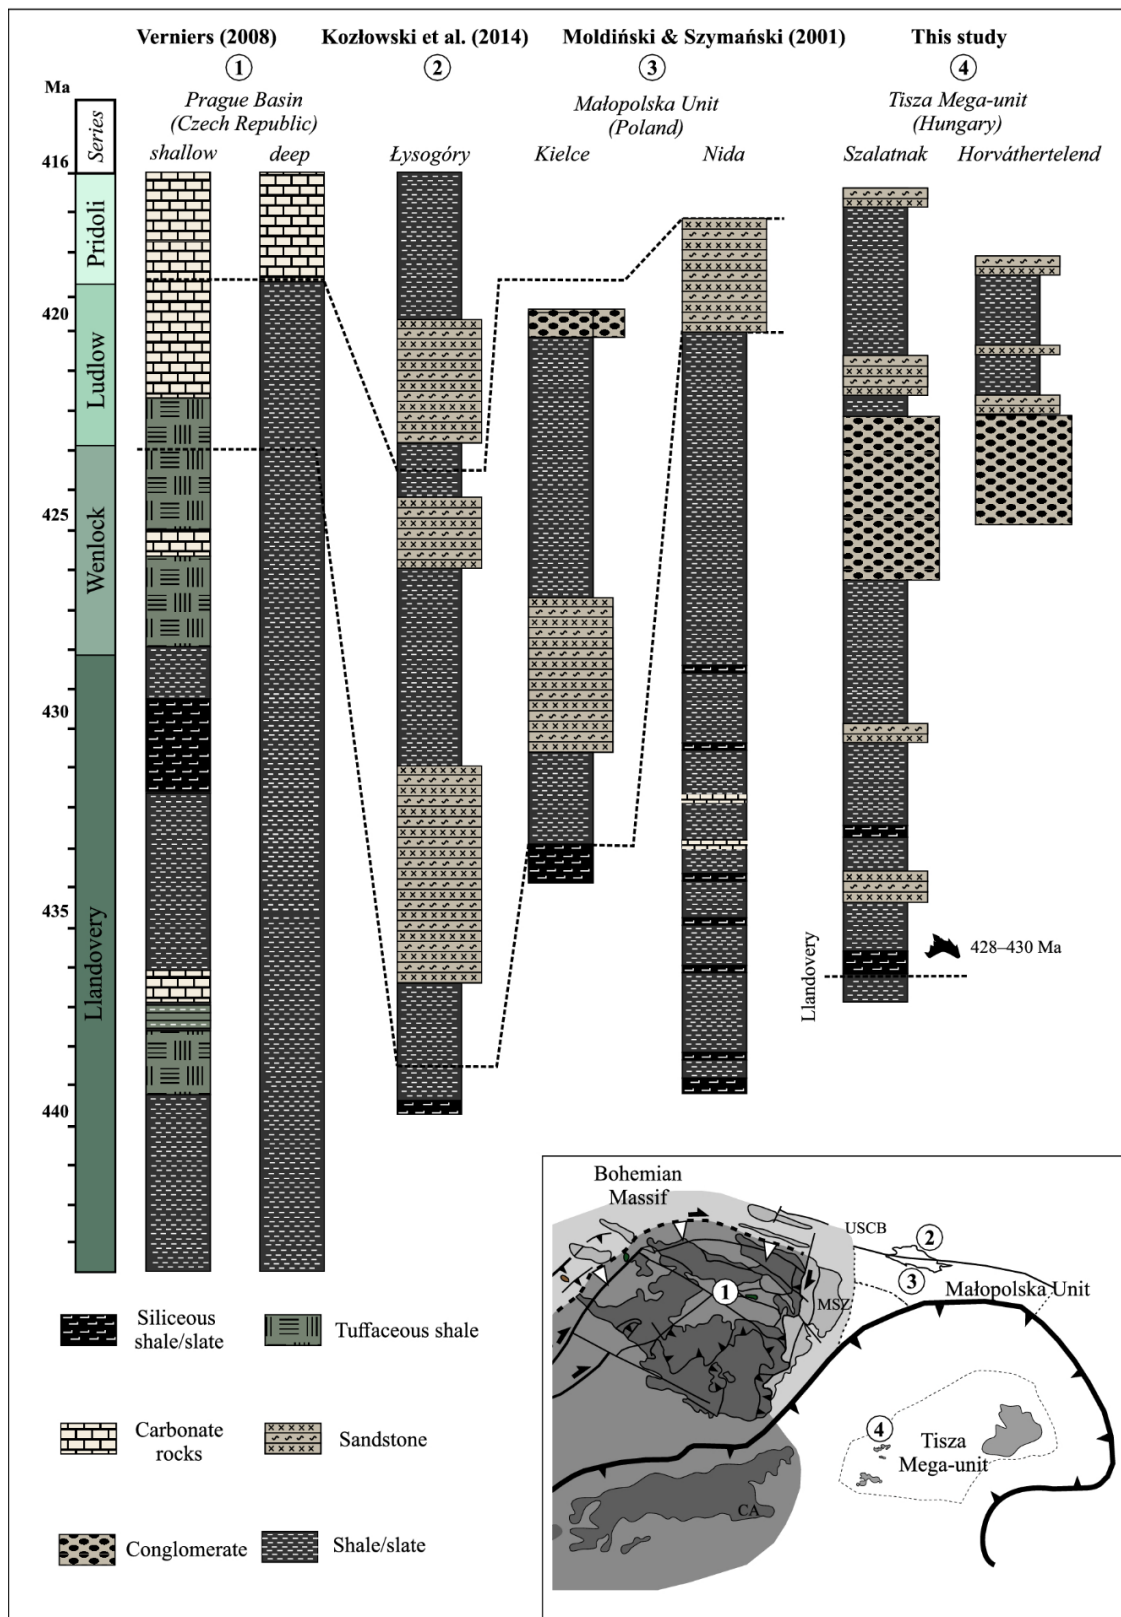 Verniers (2008)
Kozłowski et al. (2014)
Moldiński & Szymański (2001)
This study
1
2
3
4
Ma
Series
Prague Basin
(Czech Republic)
Małopolska Unit
(Poland)
Tisza Mega-unit
(Hungary)
shallow
deep
Łysogóry
Kielce
Nida
Szalatnak
Horváthertelend
416
Pridoli
420
Ludlow
Wenlock
425
430
Llandovery
435
440
Llandovery
428–430 Ma
Siliceous
shale/slate
Tuffaceous shale
Carbonate
rocks
Sandstone
Conglomerate
Shale/slate
Bohemian
Massif
USCB
2
3
1
MSZ
Małopolska Unit
4
Tisza
Mega-unit
CA